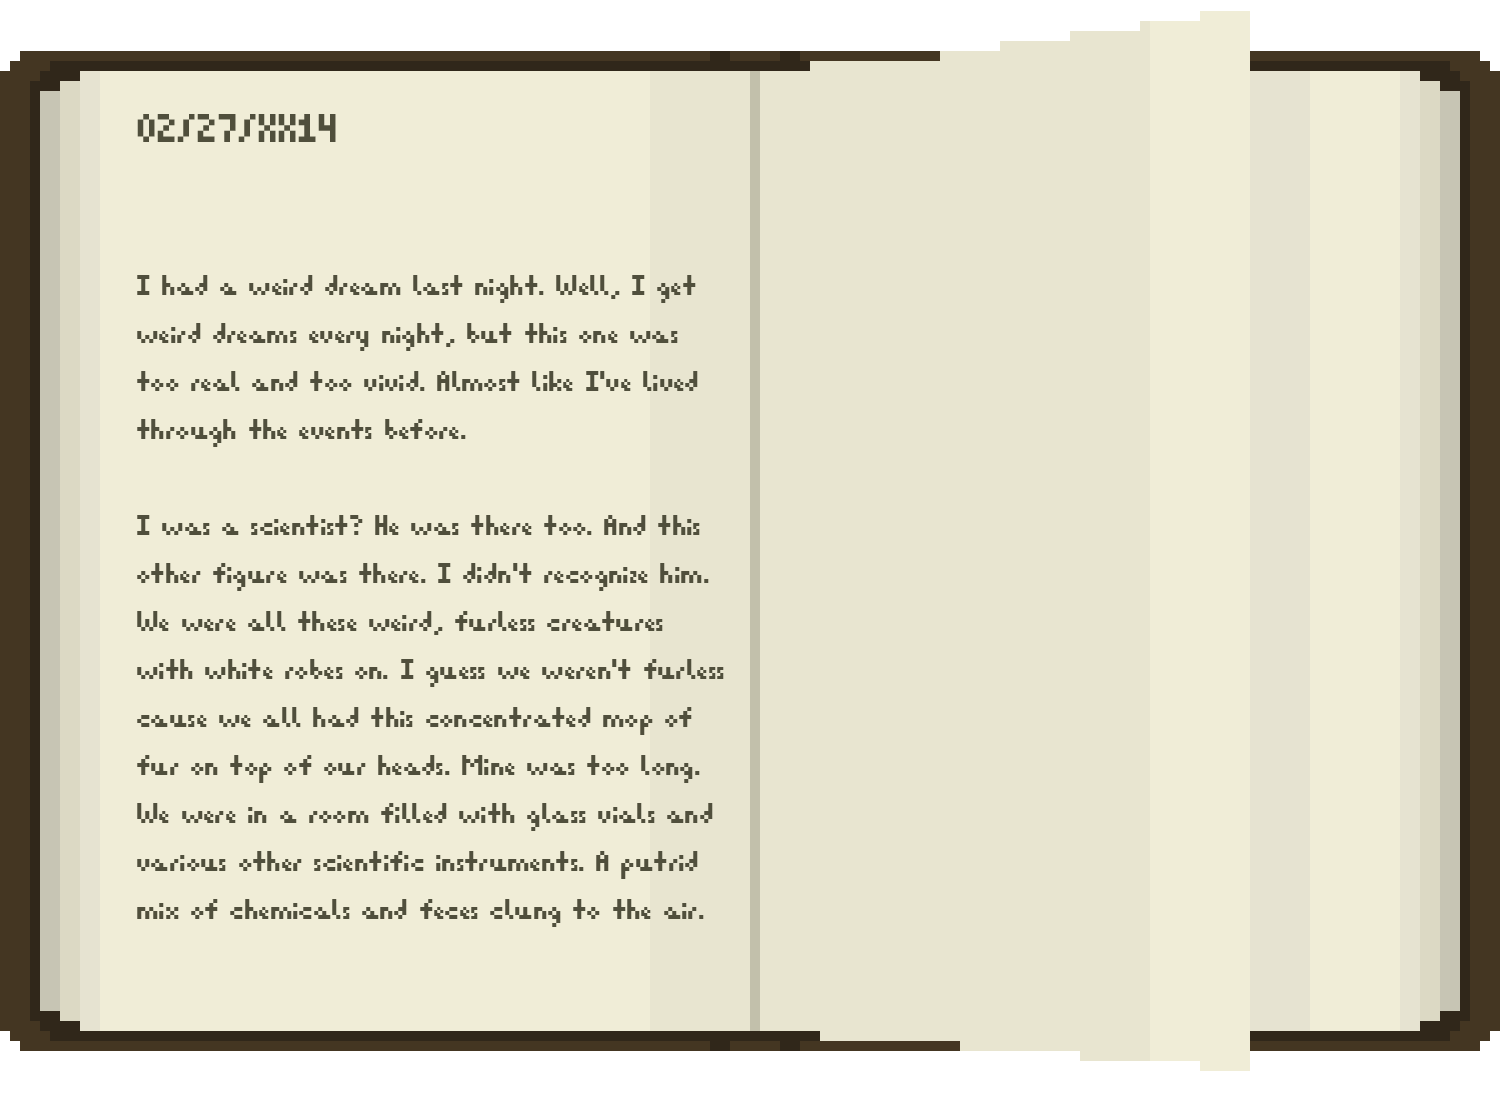 02/27/XX14
I had a weird dream last night. Well, I get
weird dreams every night, but this one was
too real and too vivid. Almost like I've lived
through the events before.
I was a scientist? He was there too. And this
other figure was there. I didn't recognize him.
We were all these weird, furless creatures
with white robes on. I guess we weren't furless
cause we all had this concentrated mop of
fur on top of our heads. Mine was too long.
We were in a room filled with glass vials and
various other scientific instruments. A putrid
mix of chemicals and feces clung to the air.